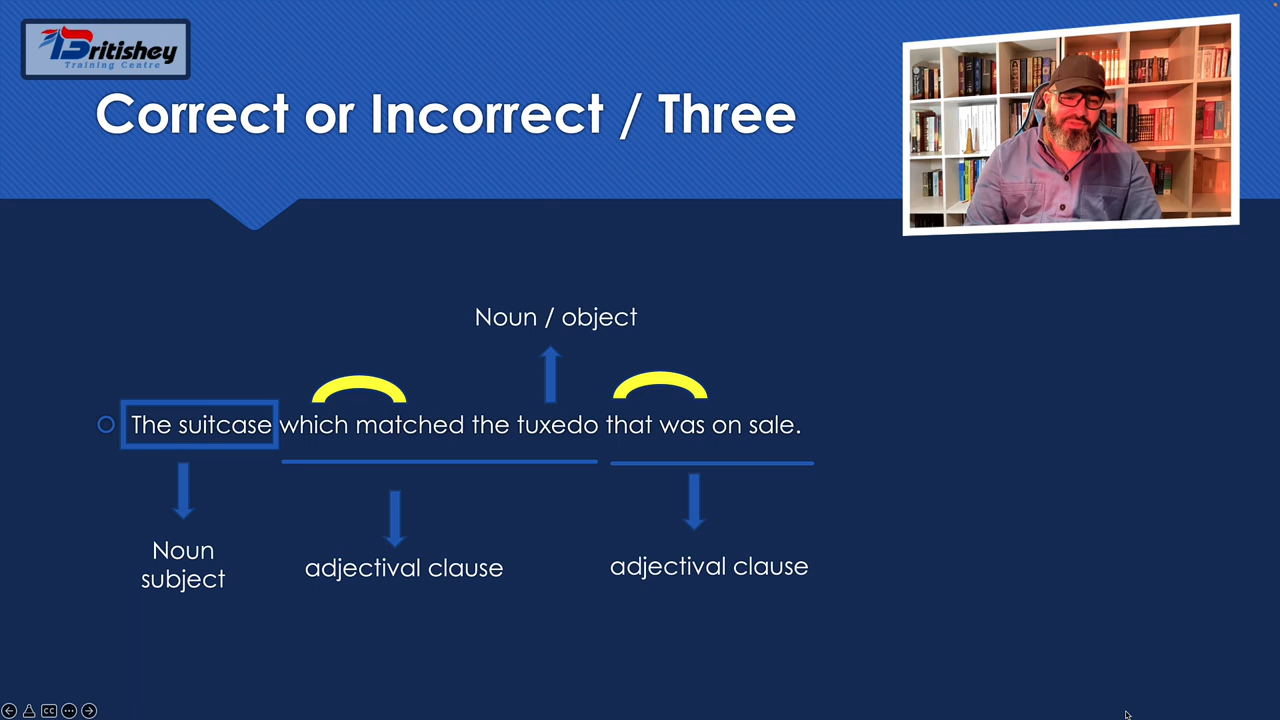 Britishey
Training Centre
Correct or Incorrect / Three
Noun / object
The suitcase which matched the tuxedo that was on sale.
Noun
subject
adjectival clause
adjectival clause
CC